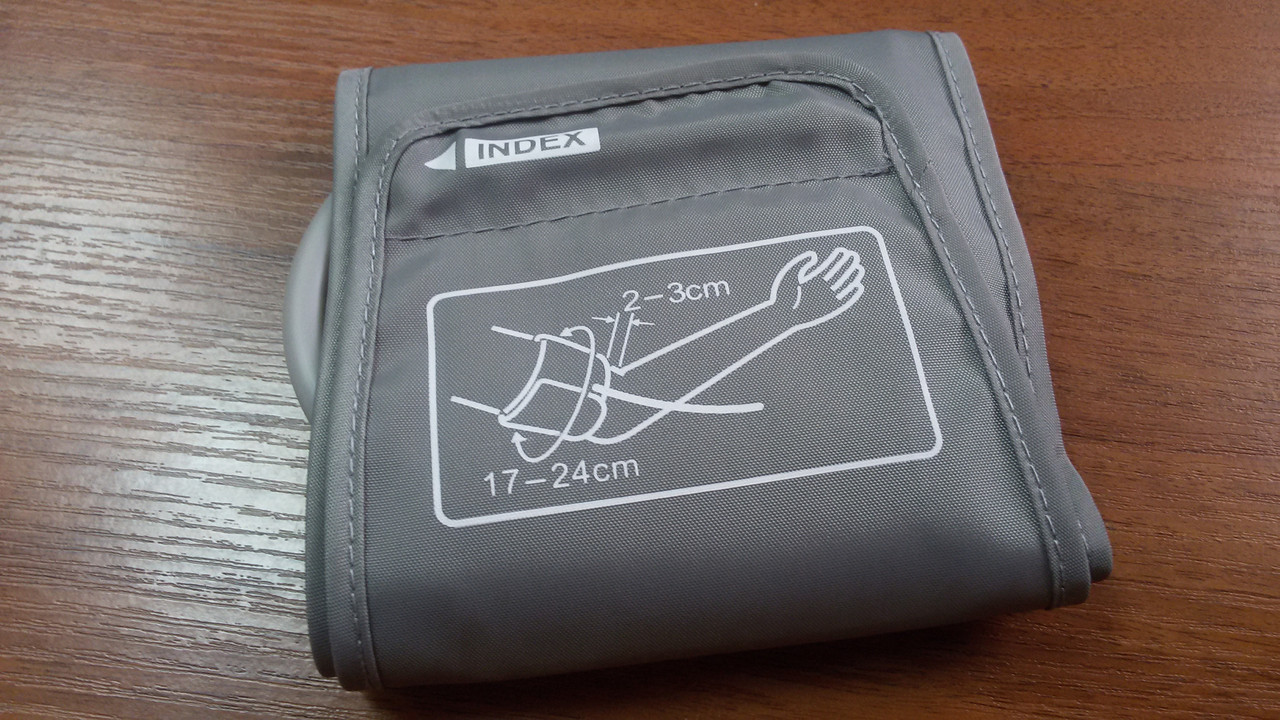 INDEX
2–3cm
17–24cm